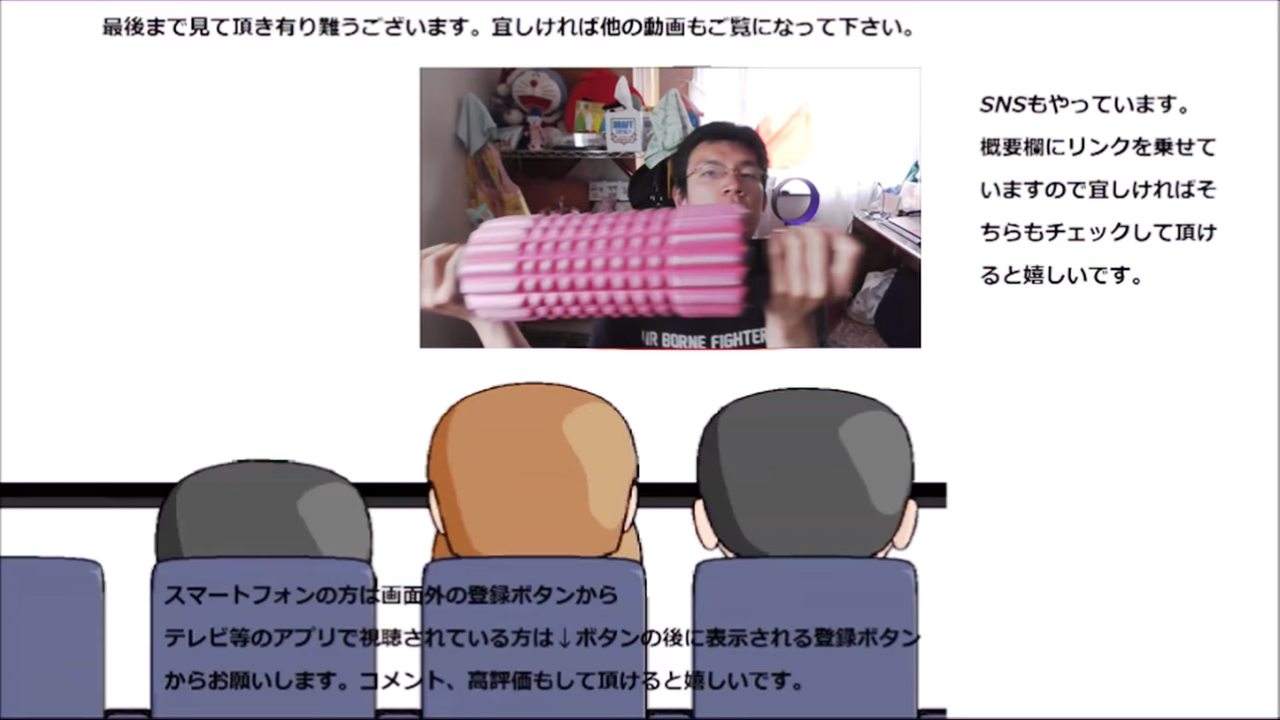 最後まで見て頂き有り難うございます。宜しければ他の動画もご覧になって下さい。
SNSもやっています。
概要欄にリンクを乗せて
いますので宜しければそ
ちらもチェックして頂け
ると嬉しいです。
DRAFT
BORNE FIGHTER
スマートフォンの方は画面外の登録ボタンから
テレビ等のアプリで視聴されている方は↓ボタンの後に表示される登録ボタン
からお願いします。コメント、高評価もして頂けると嬉しいです。